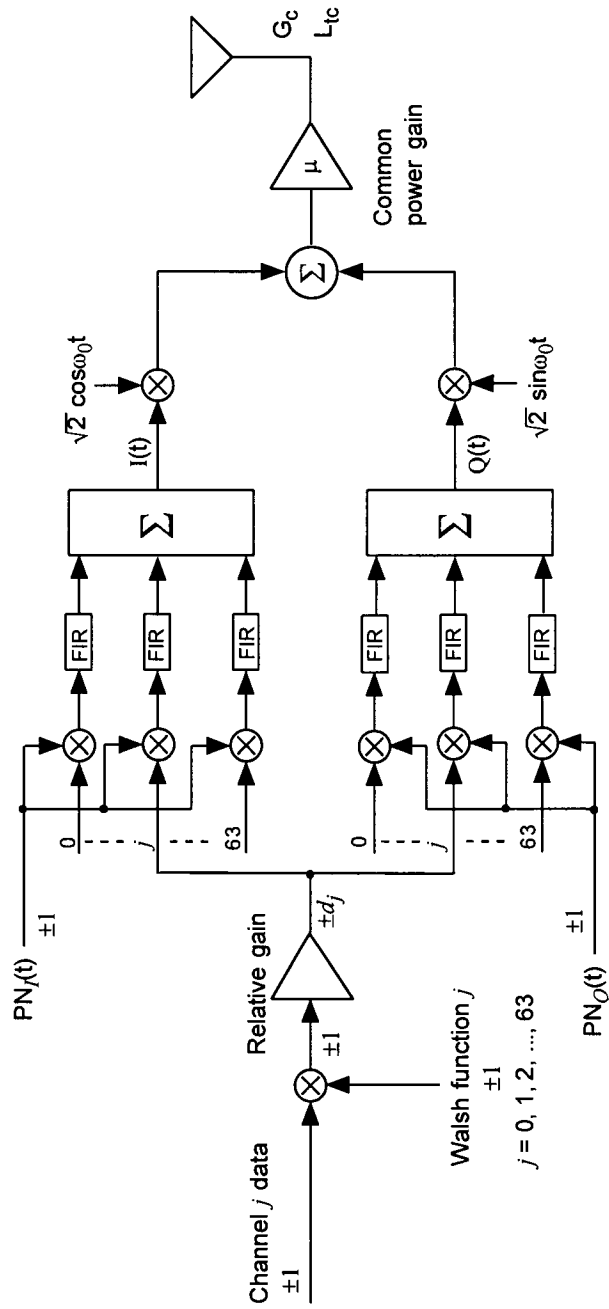 PN_I(t)
±1
0
j
63
FIR
FIR
FIR
Σ
I(t)
√2 cosω₀t
Channel j data
±1
Walsh function j
±1
j = 0, 1, 2, ..., 63
±1
Relative gain
±d_j
Σ
μ
Common
power gain
G_c
L_tc
0
j
63
FIR
FIR
FIR
Σ
Q(t)
√2 sinω₀t
PN_Q(t)
±1